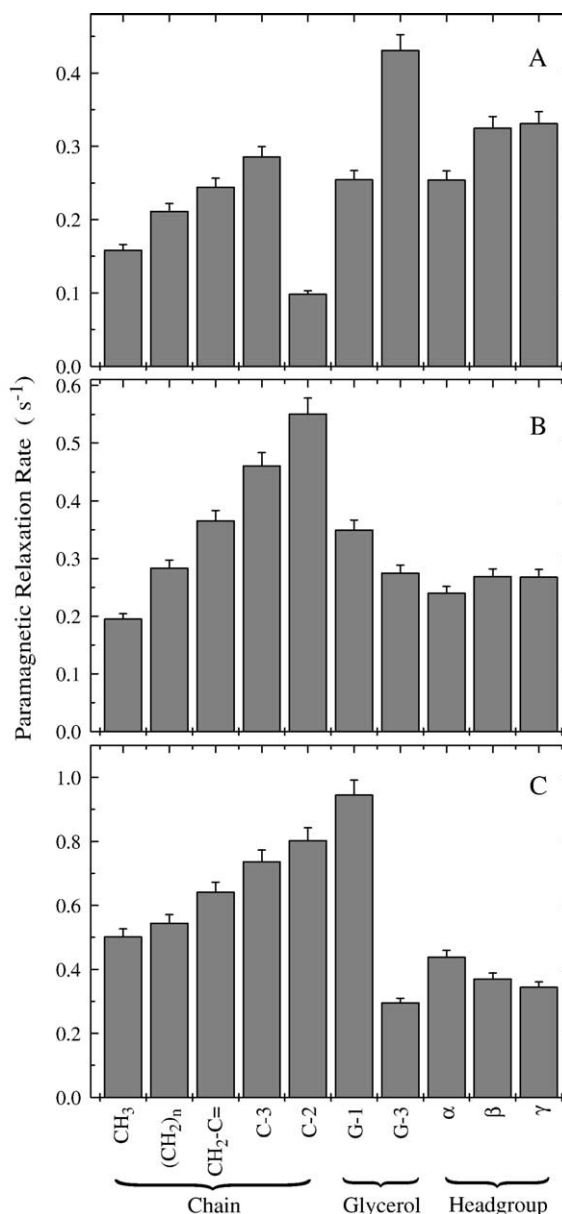 A
0.4
0.3
0.2
0.1
0.0
B
0.6
0.5
0.4
0.3
0.2
0.1
0.0
C
1.0
0.8
0.6
0.4
0.2
0.0
Paramagnetic Relaxation Rate ( s⁻¹)
CH₃
(CH₂)ₙ
CH₂-C=
C-3
C-2
G-1
G-3
α
β
γ
Chain
Glycerol
Headgroup